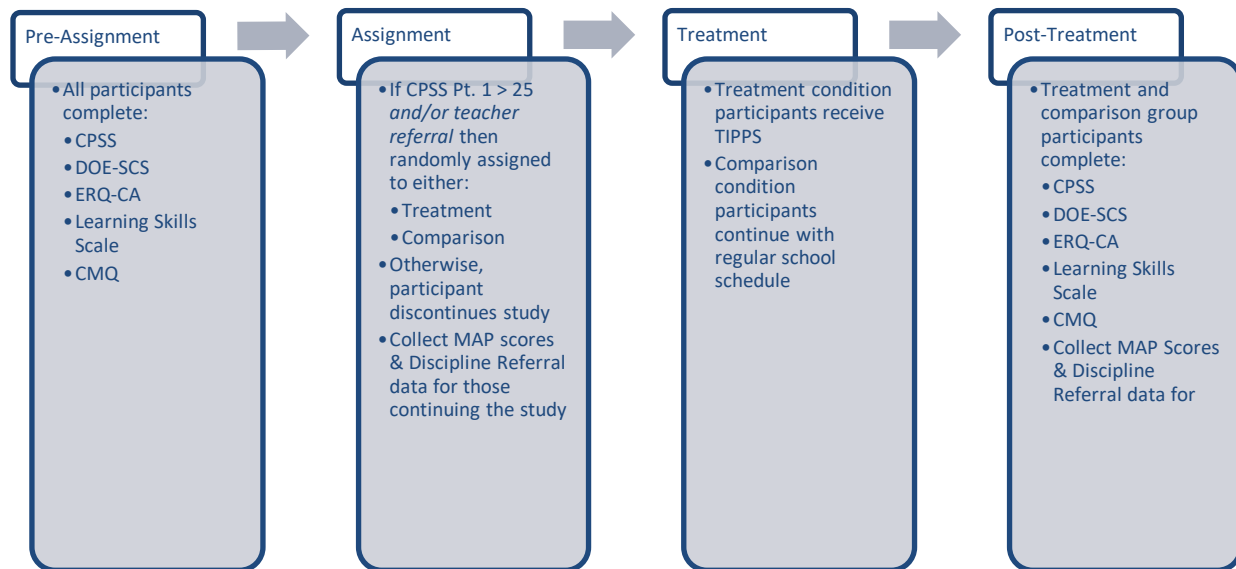 Pre-Assignment
•All participants
complete:
•CPSS
•DOE-SCS
•ERQ-CA
•Learning Skills
Scale
•CMQ
Assignment
•If CPSS Pt. 1 > 25
and/or teacher
referral then
randomly assigned
to either:
•Treatment
•Comparison
•Otherwise,
participant
discontinues study
•Collect MAP scores
& Discipline Referral
data for those
continuing the study
Treatment
•Treatment condition
participants receive
TIPPS
•Comparison
condition
participants
continue with
regular school
schedule
Post-Treatment
•Treatment and
comparison group
participants
complete:
•CPSS
•DOE-SCS
•ERQ-CA
•Learning Skills
Scale
•CMQ
•Collect MAP Scores
& Discipline
Referral data for